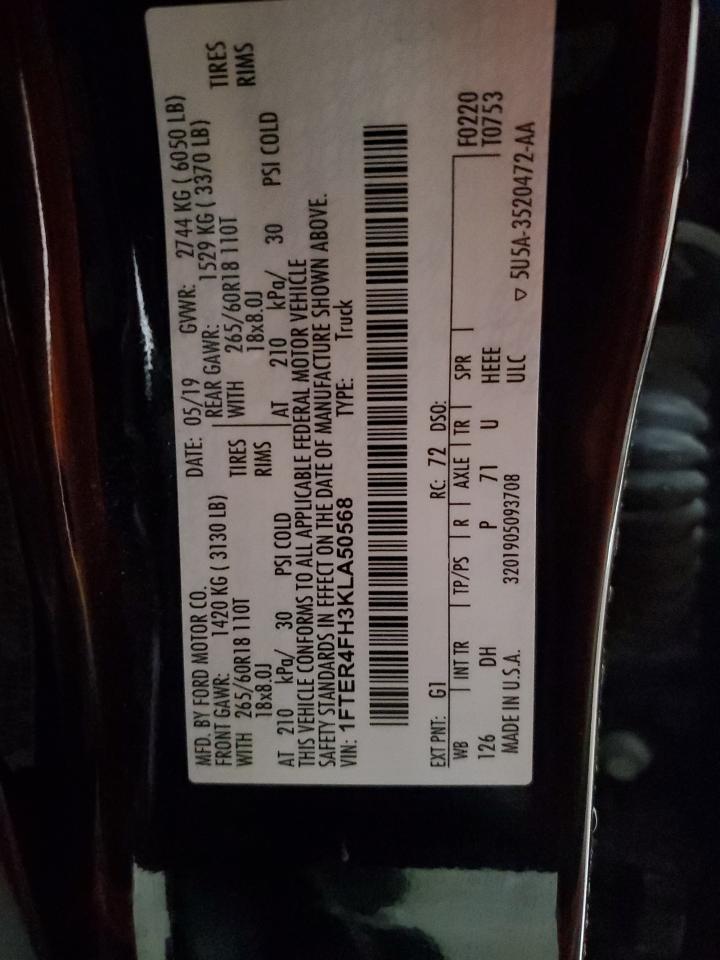 MFD. BY FORD MOTOR CO.
DATE: 05/19 GVWR: 2744 KG ( 6050 LB)
FRONT GAWR: 1420 KG ( 3130 LB) REAR GAWR: 1529 KG ( 3370 LB)
WITH 265/60R18 110T TIRES WITH 265/60R18 110T TIRES
18x8.0J RIMS 18x8.0J RIMS
AT 210 kPa/ 30 PSI COLD AT 210 kPa/ 30 PSI COLD
THIS VEHICLE CONFORMS TO ALL APPLICABLE FEDERAL MOTOR VEHICLE
SAFETY STANDARDS IN EFFECT ON THE DATE OF MANUFACTURE SHOWN ABOVE.
VIN: 1FTER4FH3KLA50568 TYPE: Truck
EXT PNT: G1 RC: 72 DSO: F0220
WB INT TR TP/PS R AXLE TR SPR T0753
126 DH P 71 U HEEE
MADE IN U.S.A. 3201905093708 ULC ▽ 5U5A-3520472-AA